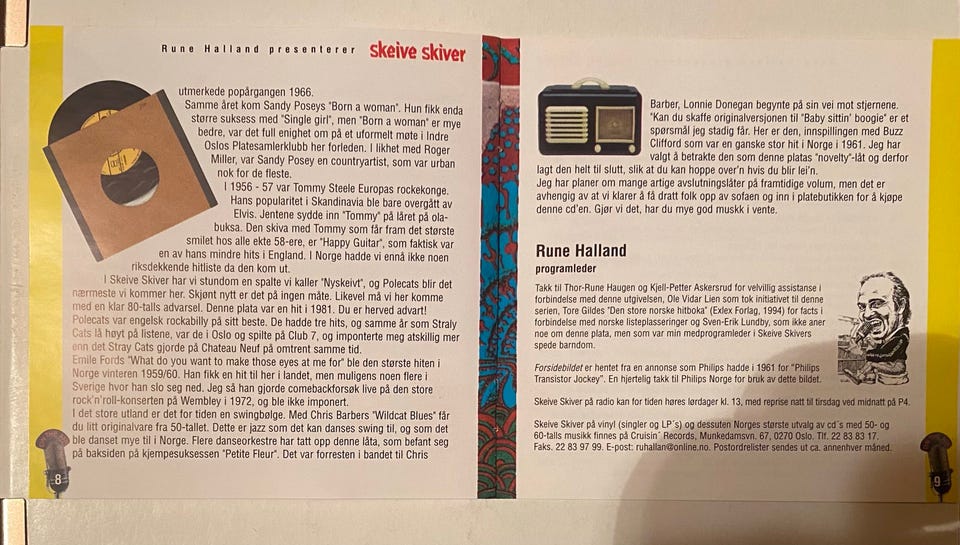 Rune Halland presenterer skeive skiver
utmerkede popårgangen 1966.
Samme året kom Sandy Poseys "Born a woman". Hun fikk enda
større suksess med "Single girl", men "Born a woman" er mye
bedre, var det full enighet om på et uformelt møte i Indre
Oslos Platesamlerklubb her forleden. I likhet med Roger
Miller, var Sandy Posey en countryartist, som var urban
nok for de fleste.
I 1956 - 57 var Tommy Steele Europas rockekonge.
Hans popularitet i Skandinavia ble bare overgått av
Elvis. Jentene sydde inn "Tommy" på låret på ola-
buksa. Den skiva med Tommy som får fram det største
smilet hos alle ekte 58-ere, er "Happy Guitar", som faktisk var
en av hans mindre hits i England. I Norge hadde vi ennå ikke noen
riksdekkende hitliste da den kom ut.
I Skeive Skiver har vi stundom en spalte vi kaller "Nyskeivt", og Polecats blir det
nærmeste vi kommer her. Skjønt nytt er det på ingen måte. Likevel må vi her komme
med en klar 80-talls advarsel. Denne plata var en hit i 1981. Du er herved advart!
Polecats var engelsk rockabilly på sitt beste. De hadde tre hits, og samme år som Straly
Cats lå høyt på listene, var de i Oslo og spilte på Club 7, og imponterte meg atskillig mer
enn det Stray Cats gjorde på Chateau Neuf på omtrent samme tid.
Emile Fords "What do you want to make those eyes at me for" ble den største hiten i
Norge vinteren 1959/60. Han fikk en hit til her i landet, men muligens noen flere i
Sverige hvor han slo seg ned. Jeg så han gjorde comebackforsøk live på den store
rock'n'roll-konserten på Wembley i 1972, og ble ikke imponert.
I det store utland er det for tiden en swingbølge. Med Chris Barbers "Wildcat Blues" får
du litt originalvare fra 50-tallet. Dette er jazz som det kan danses swing til, og som det
ble danset mye til i Norge. Flere danseorkestre har tatt opp denne låta, som befant seg
på baksiden på kjempesuksessen "Petite Fleur". Det var forresten i bandet til Chris
8
Barber, Lonnie Donegan begynte på sin vei mot stjernene.
"Kan du skaffe originalversjonen til "Baby sittin' boogie" er et
spørsmål jeg stadig får. Her er den, innspillingen med Buzz
Clifford som var en ganske stor hit i Norge i 1961. Jeg har
valgt å betrakte den som denne platas "novelty"-låt og derfor
lagt den helt til slutt, slik at du kan hoppe over'n hvis du blir lei'n.
Jeg har planer om mange artige avslutningslåter på framtidige volum, men det er
avhengig av at vi klarer å få dratt folk opp av sofaen og inn i platebutikken for å kjøpe
denne cd'en. Gjør vi det, har du mye god muskk i vente.
Rune Halland
programleder
Takk til Thor-Rune Haugen og Kjell-Petter Askersrud for velvillig assistanse i
forbindelse med denne utgivelsen, Ole Vidar Lien som tok initiativet til denne
serien, Tore Gildes "Den store norske hitboka" (Exlex Forlag, 1994) for facts i
forbindelse med norske listeplasseringer og Sven-Erik Lundby, som ikke aner
noe om denne plata, men som var min medprogramleder i Skeive Skivers
spede barndom.
Forsidebildet er hentet fra en annonse som Philips hadde i 1961 for "Philips
Transistor Jockey". En hjertelig takk til Philips Norge for bruk av dette bildet.
Skeive Skiver på radio kan for tiden høres lørdager kl. 13, med reprise natt til tirsdag ved midnatt på P4.
Skeive Skiver på vinyl (singler og LP's) og dessuten Norges største utvalg av cd's med 50- og
60-talls musikk finnes på Cruisin' Records, Munkedamsvn. 67, 0270 Oslo. Tlf. 22 83 83 17.
Faks. 22 83 97 99. E-post: ruhallan@online.no. Postordrelister sendes ut ca. annenhver måned.
9